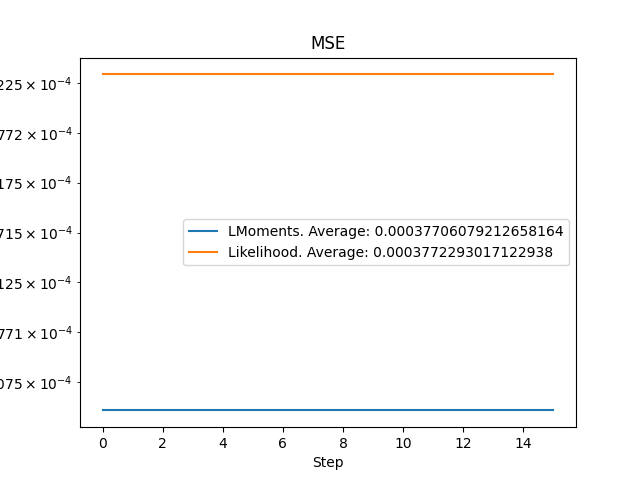 MSE
225 × 10⁻⁴
772 × 10⁻⁴
175 × 10⁻⁴
715 × 10⁻⁴
125 × 10⁻⁴
771 × 10⁻⁴
075 × 10⁻⁴
LMoments. Average: 0.00037706079212658164
Likelihood. Average: 0.0003772293017122938
0 2 4 6 8 10 12 14
Step